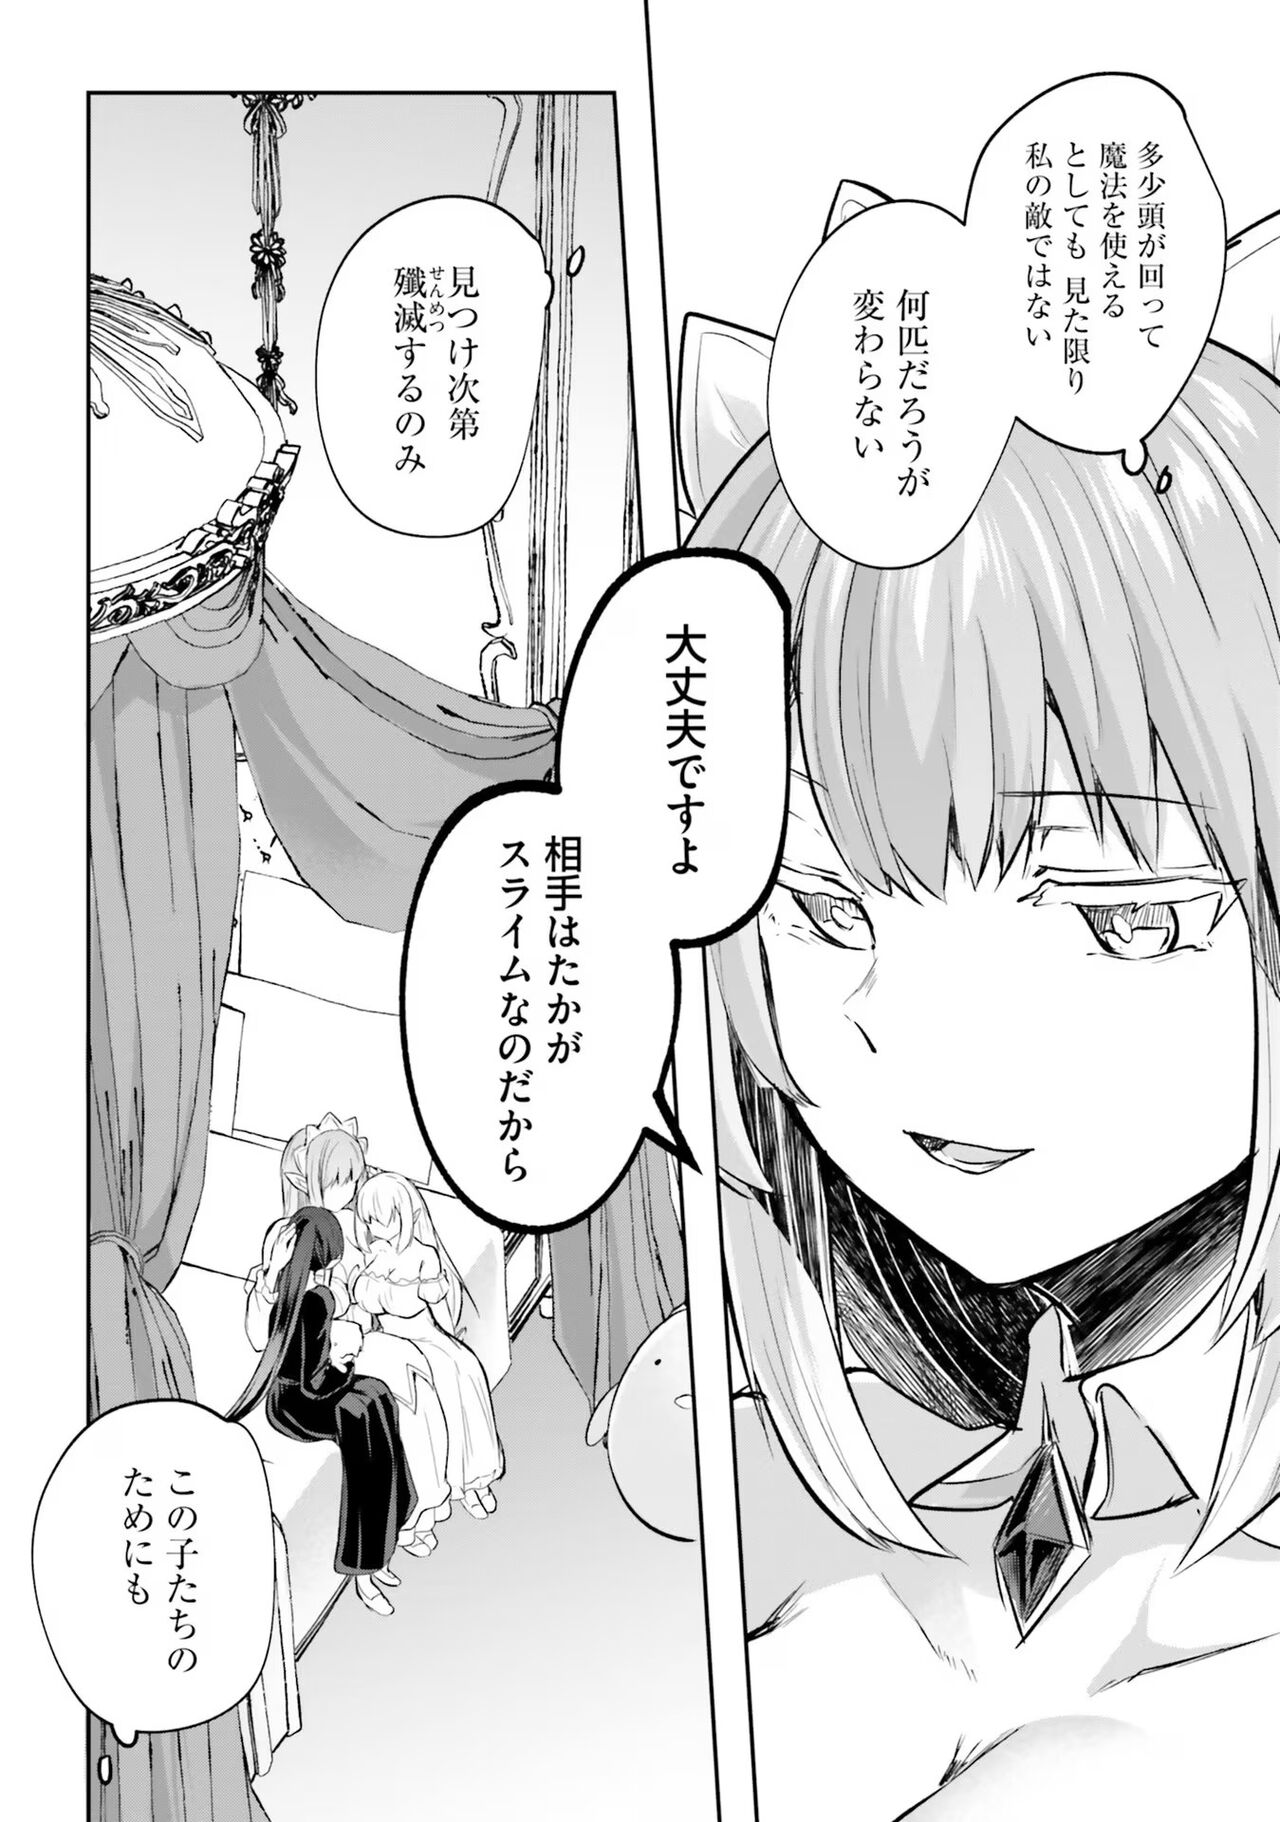 多少頭が回って
魔法を使える
としても 見た限り
私の敵ではない
何匹だろうが
変わらない
大丈夫ですよ
相手はたかが
スライムなのだから
見つけ次第
殲滅するのみ
せんめつ
この子たちの
ためにも